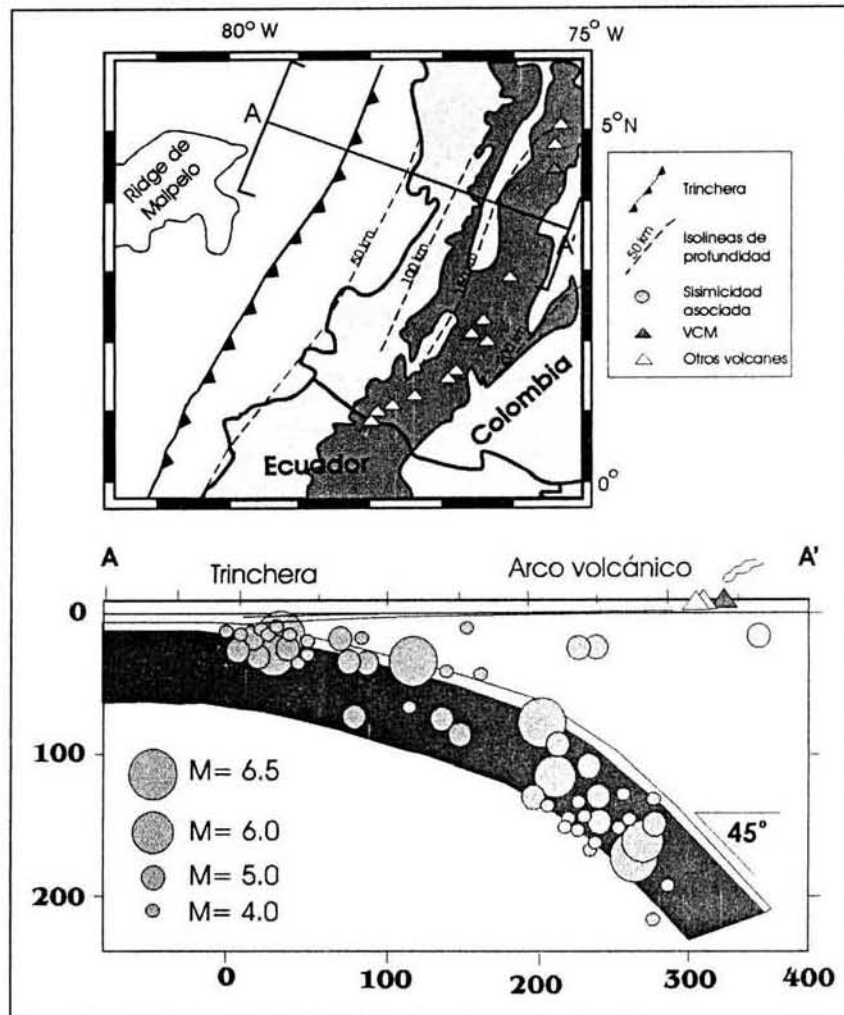 80° W
75° W
A
5°N
Ridge de
Malpelo
50 km
100 km
A'
Colombia
Ecuador
0°
Trinchera
50 km
Isolíneas de
profundidad
Sisimicidad
asociada
VCM
Otros volcanes
A
Trinchera
Arco volcánico
A'
0
100
200
M= 6.5
M= 6.0
M= 5.0
M= 4.0
45°
0
100
200
300
400